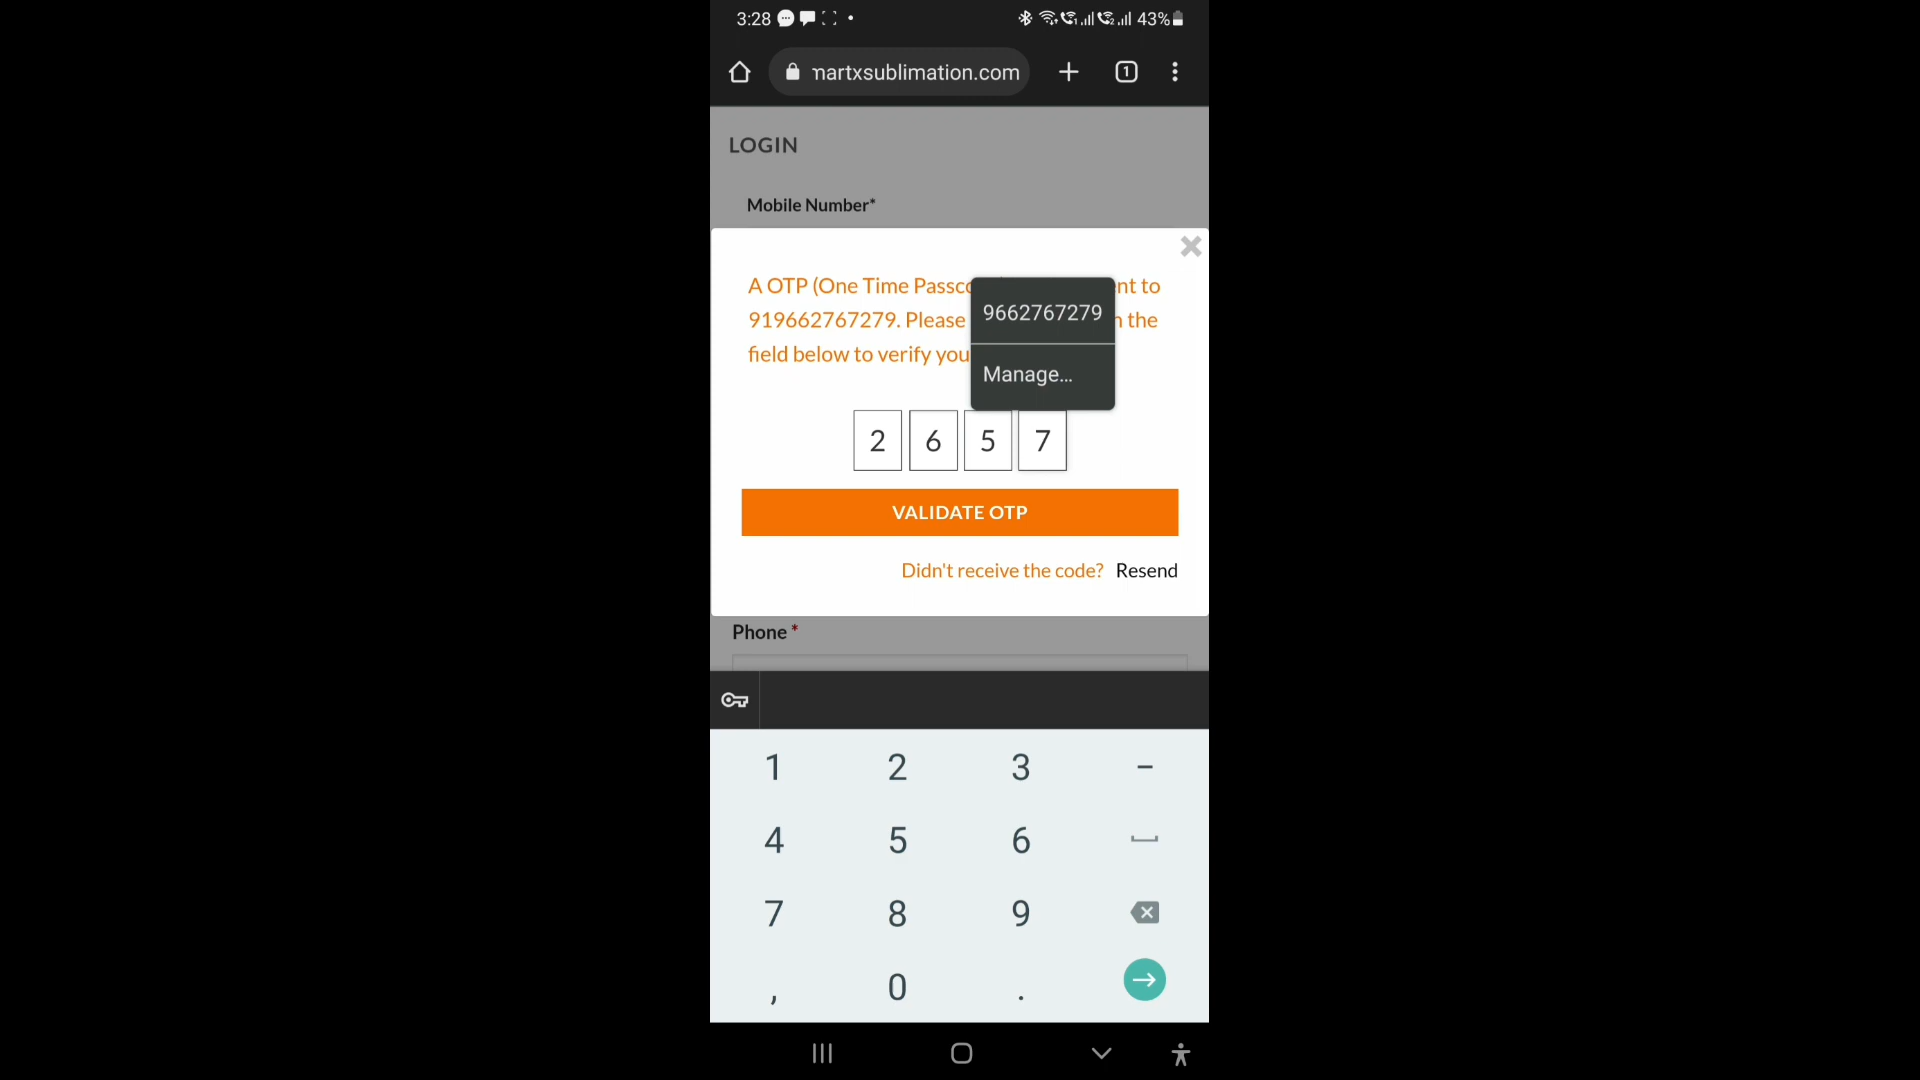 3:28
43%
martxsublimation.com
1
LOGIN
Mobile Number*
A OTP (One Time Passc nt to
919662767279. Please the
field below to verify you
9662767279
Manage...
2 6 5 7
VALIDATE OTP
Didn't receive the code? Resend
Phone *
1 2 3 -
4 5 6
7 8 9
, 0 .